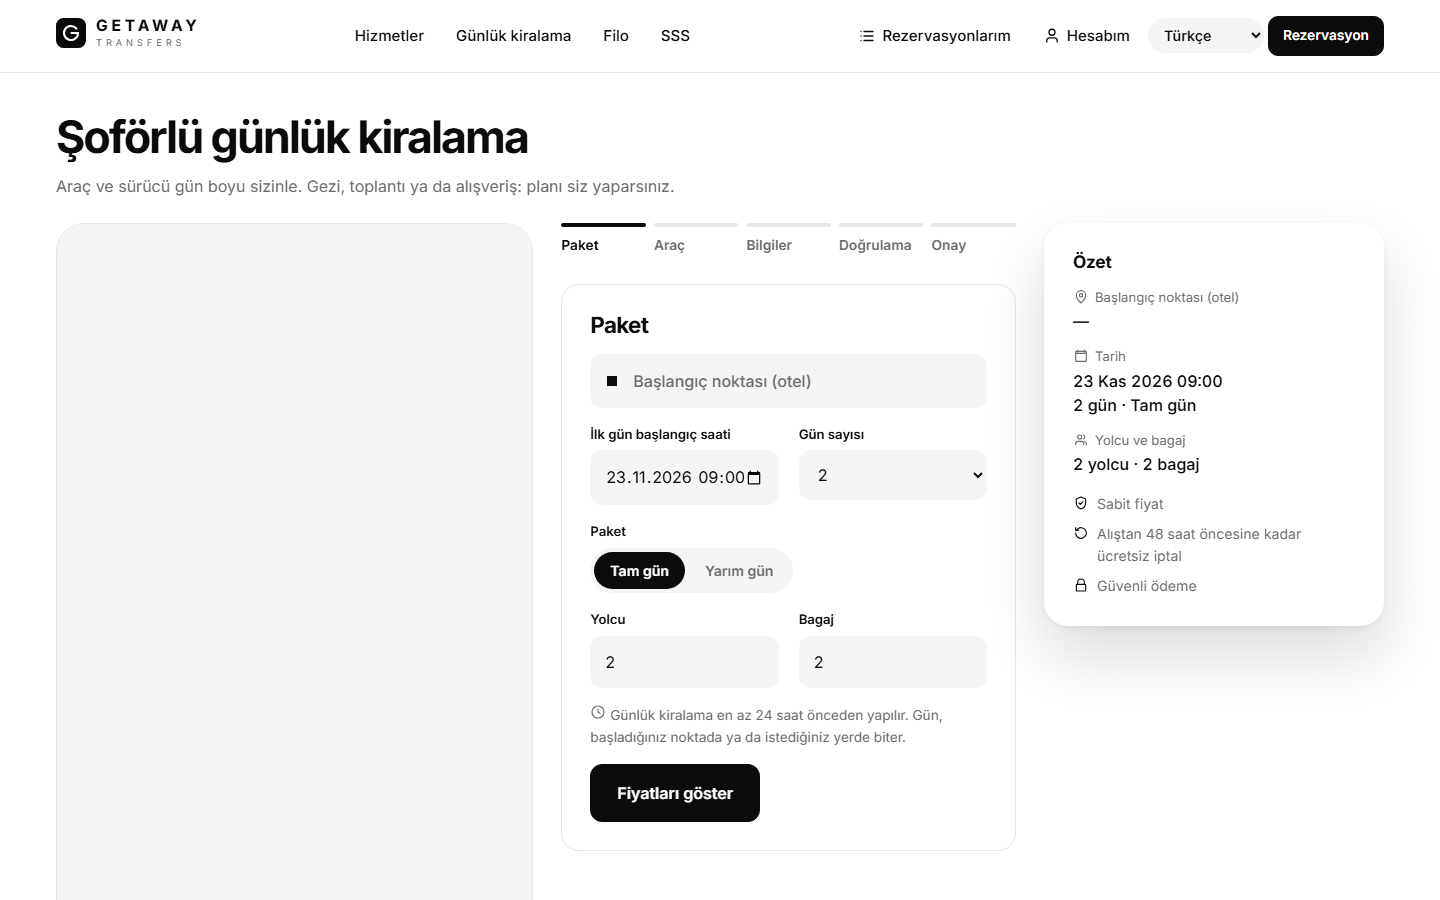 G GETAWAY
TRANSFERS
Hizmetler
Günlük kiralama
Filo
SSS
Rezervasyonlarım
Hesabım
Türkçe
Rezervasyon
Şoförlü günlük kiralama
Araç ve sürücü gün boyu sizinle. Gezi, toplantı ya da alışveriş: planı siz yaparsınız.
Paket
Araç
Bilgiler
Doğrulama
Onay
Paket
Başlangıç noktası (otel)
İlk gün başlangıç saati
Gün sayısı
23.11.2026 09:00
2
Paket
Tam gün
Yarım gün
Yolcu
Bagaj
2
2
Günlük kiralama en az 24 saat önceden yapılır. Gün,
başladığınız noktada ya da istediğiniz yerde biter.
Fiyatları göster
Özet
Başlangıç noktası (otel)
—
Tarih
23 Kas 2026 09:00
2 gün · Tam gün
Yolcu ve bagaj
2 yolcu · 2 bagaj
Sabit fiyat
Alıştan 48 saat öncesine kadar
ücretsiz iptal
Güvenli ödeme